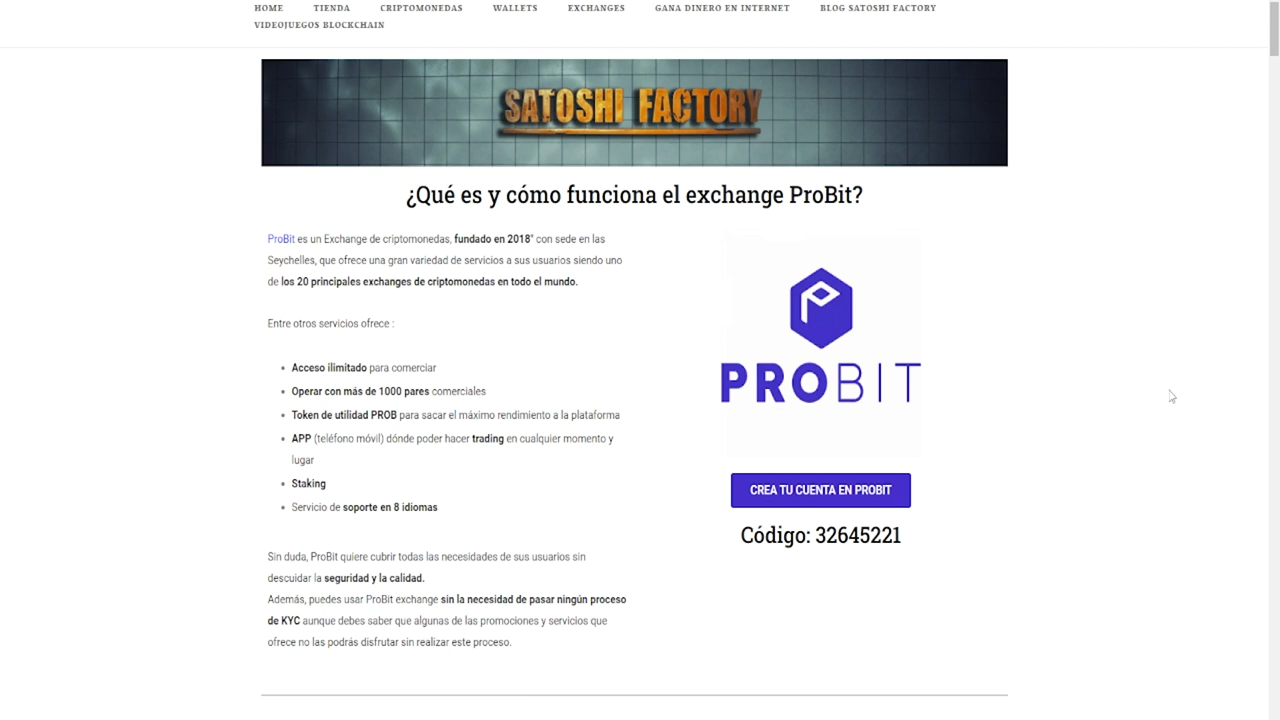 HOME TIENDA CRIPTOMONEDAS WALLETS EXCHANGES GANA DINERO EN INTERNET BLOG SATOSHI FACTORY
VIDEOJUEGOS BLOCKCHAIN
SATOSHI FACTORY
¿Qué es y cómo funciona el exchange ProBit?
ProBit es un Exchange de criptomonedas, fundado en 2018" con sede en las
Seychelles, que ofrece una gran variedad de servicios a sus usuarios siendo uno
de los 20 principales exchanges de criptomonedas en todo el mundo.
Entre otros servicios ofrece :
• Acceso ilimitado para comerciar
• Operar con más de 1000 pares comerciales
• Token de utilidad PROB para sacar el máximo rendimiento a la plataforma
• APP (teléfono móvil) dónde poder hacer trading en cualquier momento y
lugar
• Staking
• Servicio de soporte en 8 idiomas
Sin duda, ProBit quiere cubrir todas las necesidades de sus usuarios sin
descuidar la seguridad y la calidad.
Además, puedes usar ProBit exchange sin la necesidad de pasar ningún proceso
de KYC aunque debes saber que algunas de las promociones y servicios que
ofrece no las podrás disfrutar sin realizar este proceso.
PROBIT
CREA TU CUENTA EN PROBIT
Código: 32645221